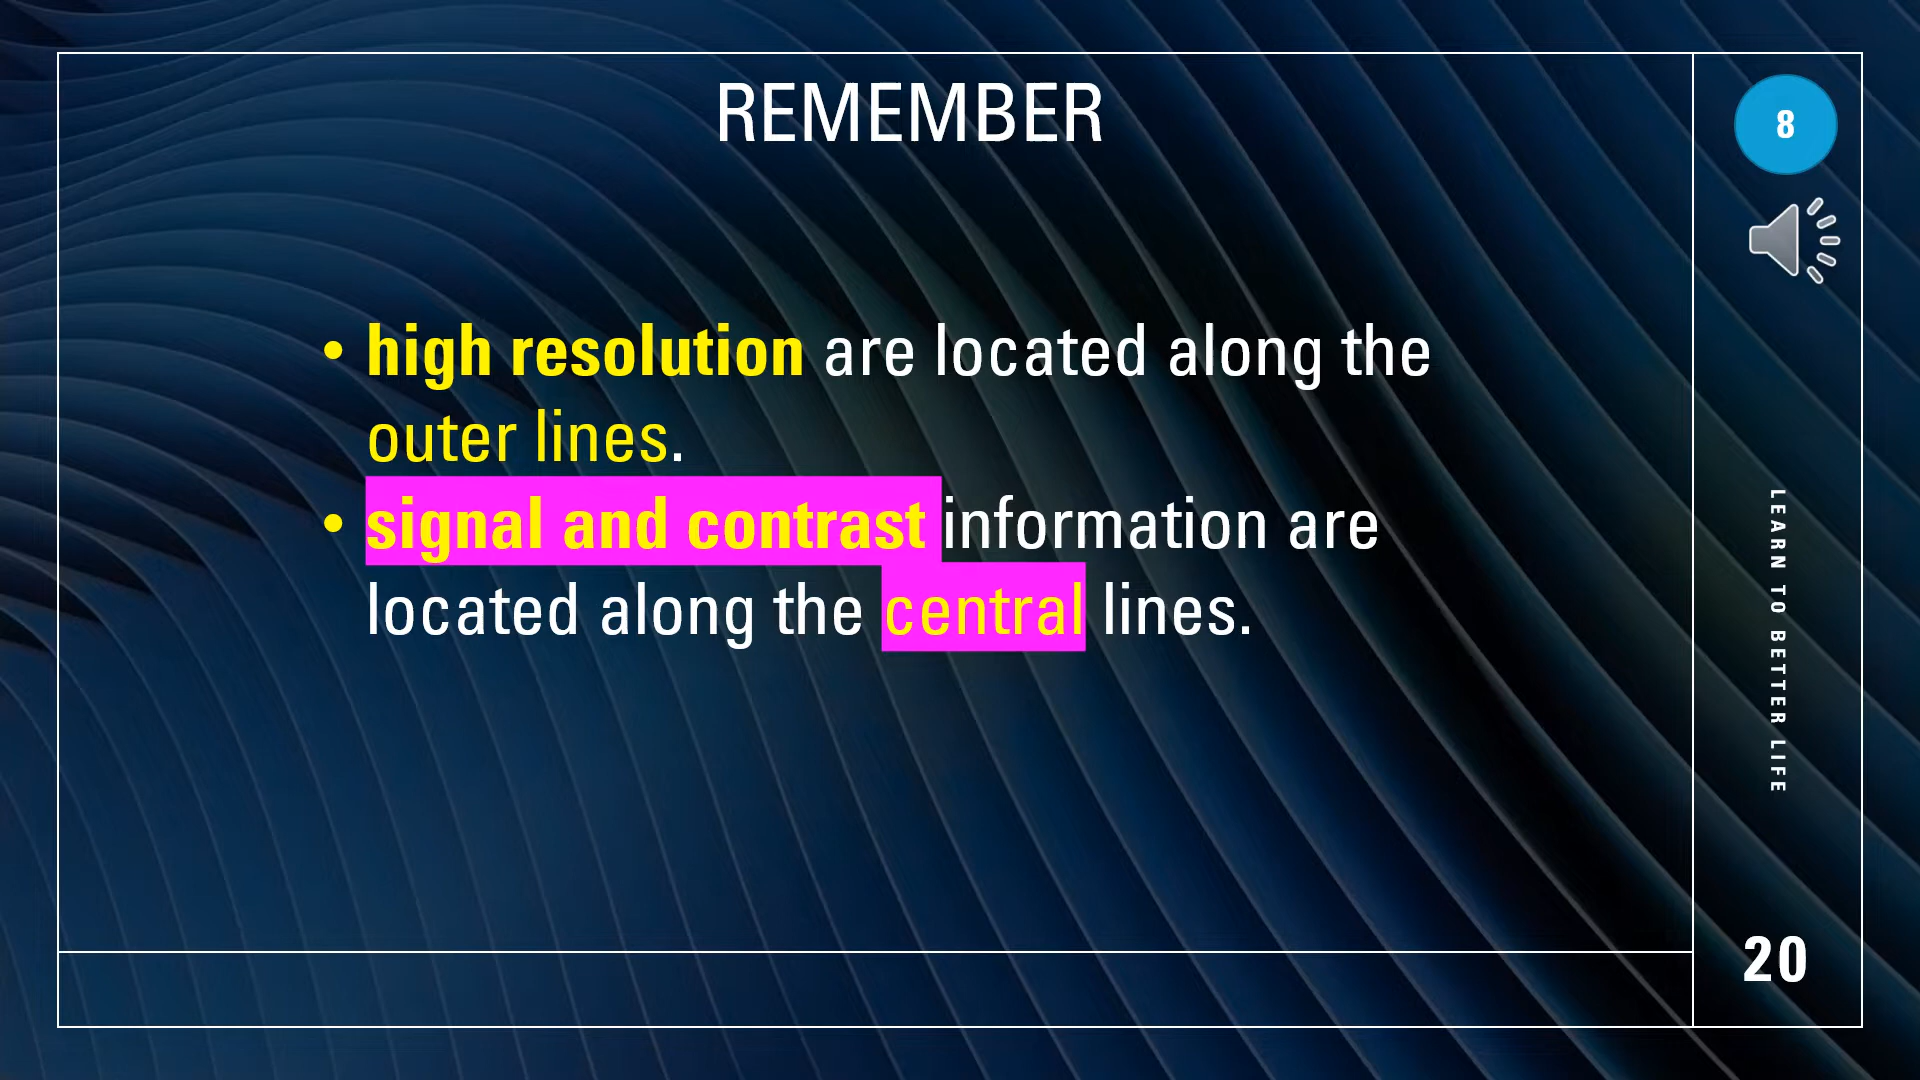 REMEMBER
8
• high resolution are located along the
outer lines.
• signal and contrast information are
located along the central lines.
LEARN TO BETTER LIFE
20